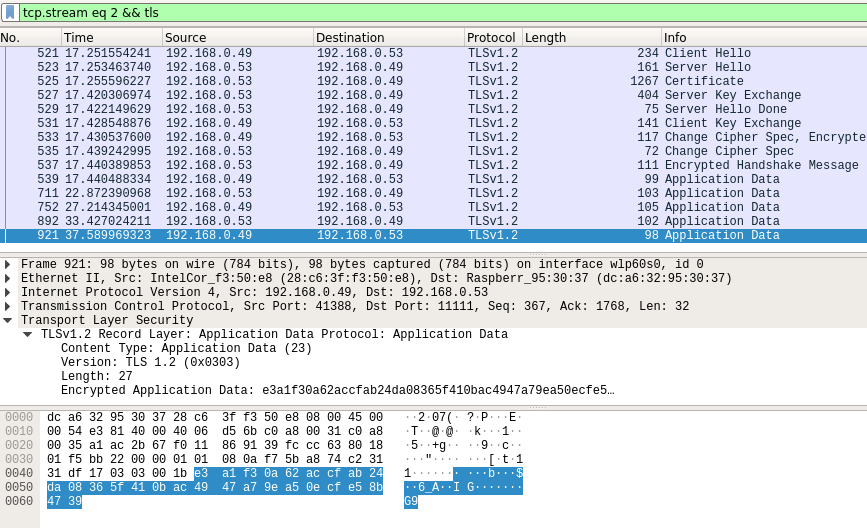 tcp.stream eq 2 && tls
No. Time Source Destination Protocol Length Info
521 17.251554241 192.168.0.49 192.168.0.53 TLSv1.2 234 Client Hello
523 17.253463740 192.168.0.53 192.168.0.49 TLSv1.2 161 Server Hello
525 17.255596227 192.168.0.53 192.168.0.49 TLSv1.2 1267 Certificate
527 17.420306974 192.168.0.53 192.168.0.49 TLSv1.2 404 Server Key Exchange
529 17.422149629 192.168.0.53 192.168.0.49 TLSv1.2 75 Server Hello Done
531 17.428548876 192.168.0.49 192.168.0.53 TLSv1.2 141 Client Key Exchange
533 17.430537600 192.168.0.49 192.168.0.53 TLSv1.2 117 Change Cipher Spec, Encrypte
535 17.439242995 192.168.0.53 192.168.0.49 TLSv1.2 72 Change Cipher Spec
537 17.440389853 192.168.0.53 192.168.0.49 TLSv1.2 111 Encrypted Handshake Message
539 17.440488334 192.168.0.49 192.168.0.53 TLSv1.2 99 Application Data
711 22.872390968 192.168.0.53 192.168.0.49 TLSv1.2 103 Application Data
752 27.214345001 192.168.0.49 192.168.0.53 TLSv1.2 105 Application Data
892 33.427024211 192.168.0.53 192.168.0.49 TLSv1.2 102 Application Data
921 37.589969323 192.168.0.49 192.168.0.53 TLSv1.2 98 Application Data
Frame 921: 98 bytes on wire (784 bits), 98 bytes captured (784 bits) on interface wlp60s0, id 0
Ethernet II, Src: IntelCor_f3:50:e8 (28:c6:3f:f3:50:e8), Dst: Raspberr_95:30:37 (dc:a6:32:95:30:37)
Internet Protocol Version 4, Src: 192.168.0.49, Dst: 192.168.0.53
Transmission Control Protocol, Src Port: 41388, Dst Port: 11111, Seq: 367, Ack: 1768, Len: 32
Transport Layer Security
TLSv1.2 Record Layer: Application Data Protocol: Application Data
Content Type: Application Data (23)
Version: TLS 1.2 (0x0303)
Length: 27
Encrypted Application Data: e3a1f30a62accfab24da08365f410bac4947a79ea50ecfe5…
0000 dc a6 32 95 30 37 28 c6 3f f3 50 e8 08 00 45 00 ··2·07(· ?·P···E·
0010 00 54 e3 81 40 00 40 06 d5 6b c0 a8 00 31 c0 a8 ·T··@·@· ·k···1··
0020 00 35 a1 ac 2b 67 f0 11 86 91 39 fc cc 63 80 18 ·5··+g·· ··9··c··
0030 01 f5 bb 22 00 00 01 01 08 0a f7 5b a8 74 c2 31 ···"···· ···[·t·1
0040 31 df 17 03 03 00 1b e3 a1 f3 0a 62 ac cf ab 24 1······· ···b···$
0050 da 08 36 5f 41 0b ac 49 47 a7 9e a5 0e cf e5 8b ··6_A··I G·······
0060 47 39 G9